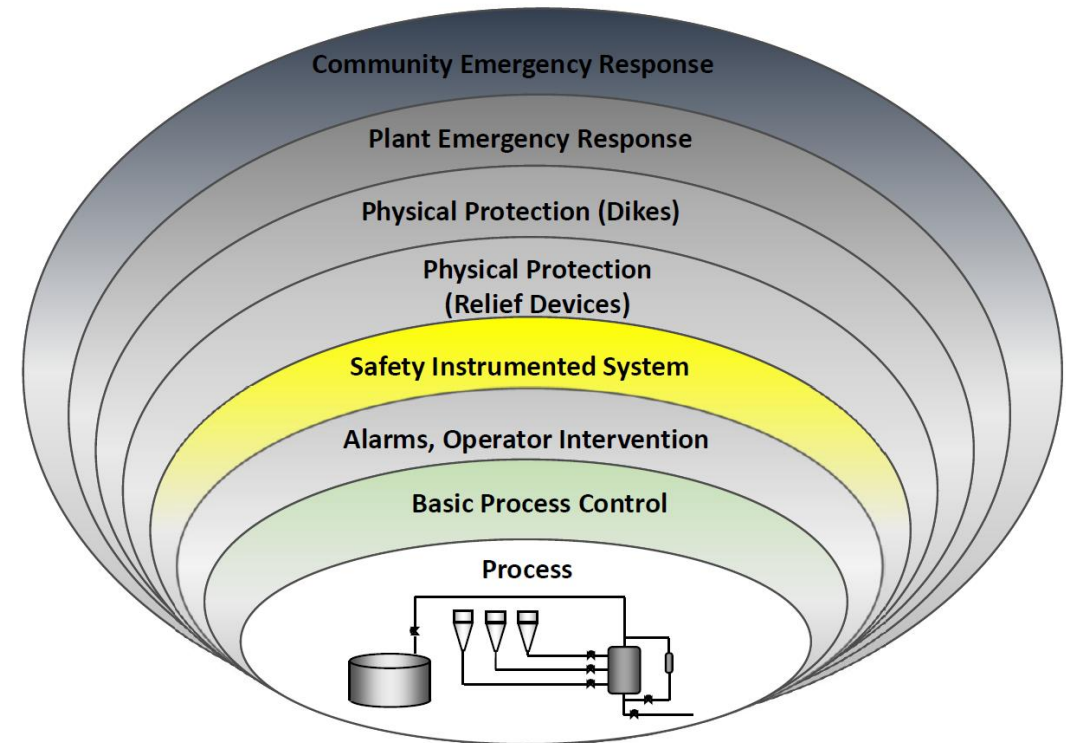 Community Emergency Response
Plant Emergency Response
Physical Protection (Dikes)
Physical Protection
(Relief Devices)
Safety Instrumented System
Alarms, Operator Intervention
Basic Process Control
Process